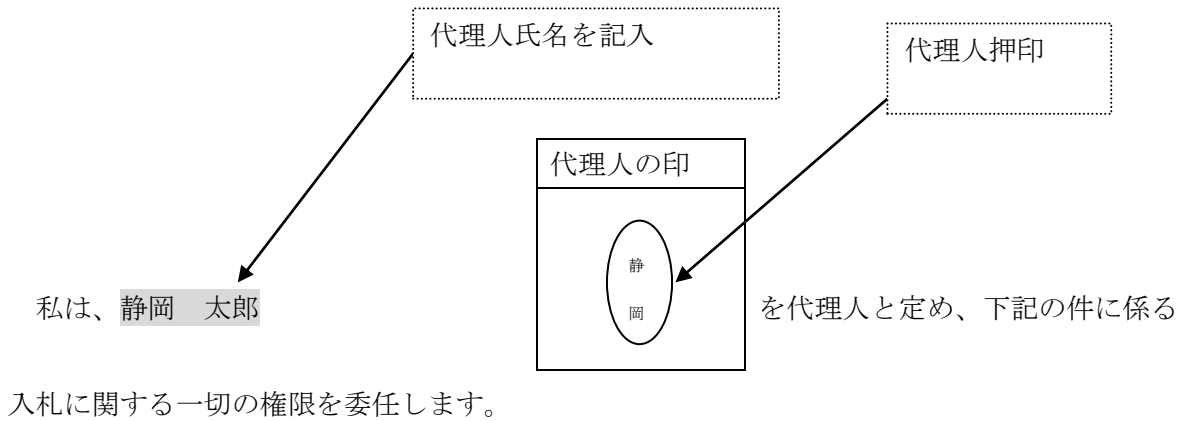 代理人氏名を記入
代理人押印
代理人の印
静
岡
私は、静岡　太郎
を代理人と定め、下記の件に係る
入札に関する一切の権限を委任します。